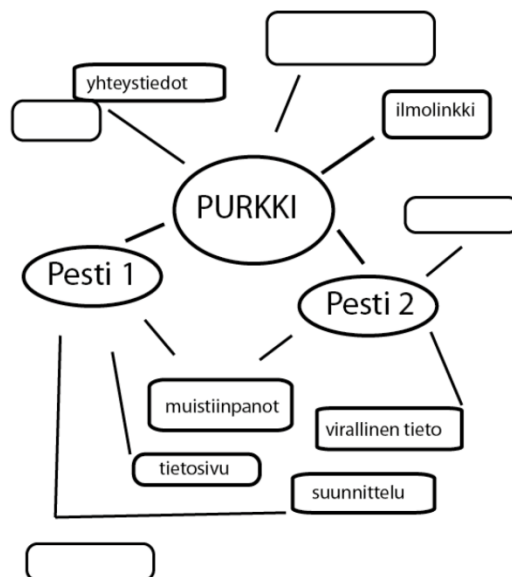 yhteystiedot
ilmolinkki
PURKKI
Pesti 1
Pesti 2
muistiinpanot
virallinen tieto
tietosivu
suunnittelu